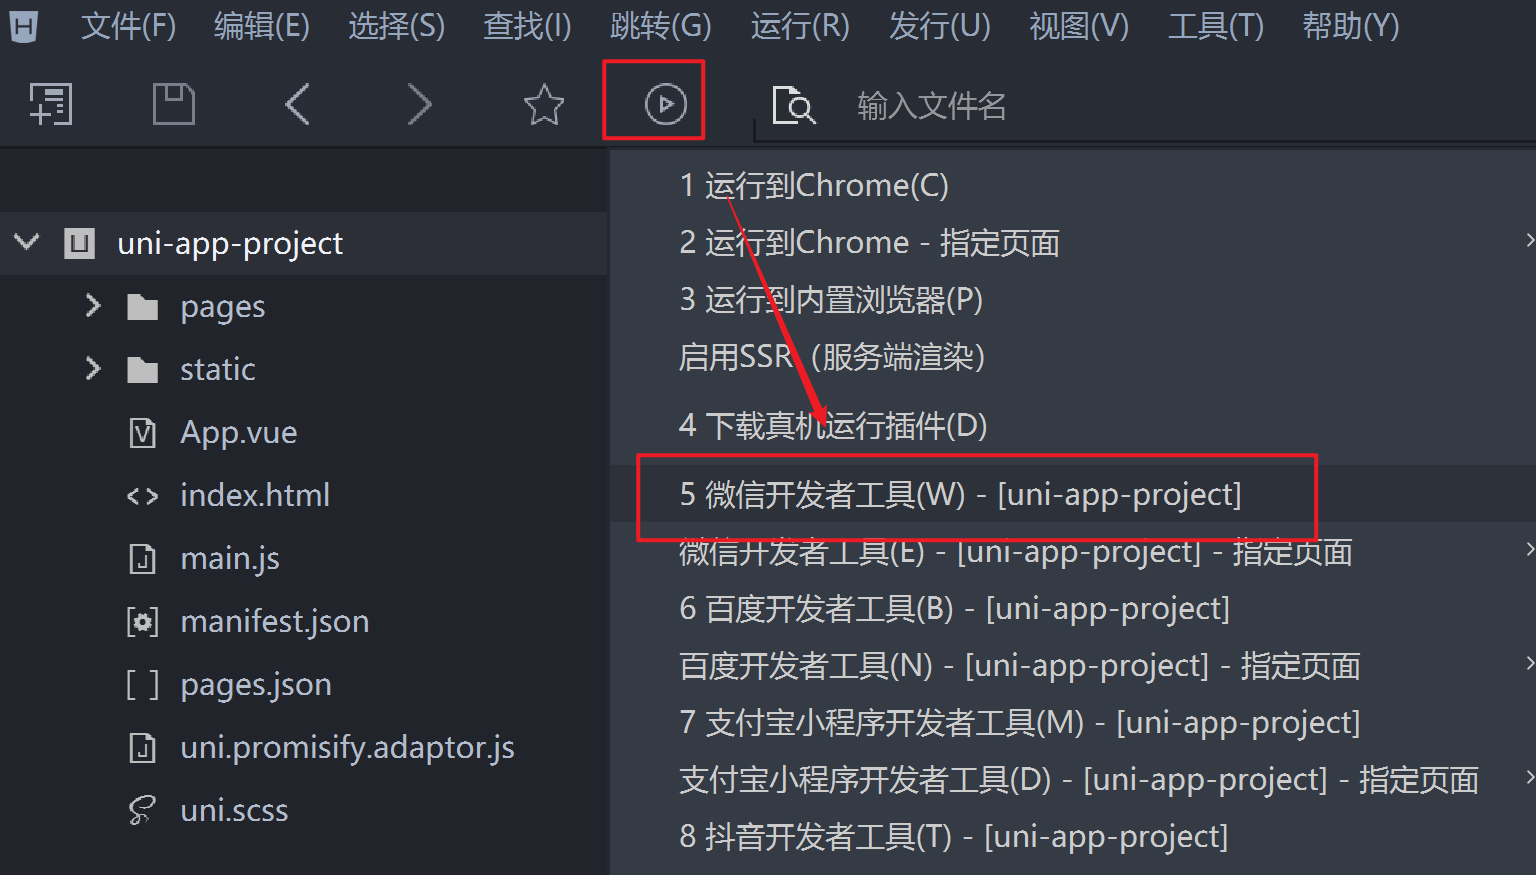 H 文件(F) 编辑(E) 选择(S) 查找(I) 跳转(G) 运行(R) 发行(U) 视图(V) 工具(T) 帮助(Y)
输入文件名
uni-app-project
pages
static
App.vue
index.html
main.js
manifest.json
pages.json
uni.promisify.adaptor.js
uni.scss
1 运行到Chrome(C)
2 运行到Chrome - 指定页面
3 运行到内置浏览器(P)
启用SSR（服务端渲染）
4 下载真机运行插件(D)
5 微信开发者工具(W) - [uni-app-project]
微信开发者工具(E) - [uni-app-project] - 指定页面
6 百度开发者工具(B) - [uni-app-project]
百度开发者工具(N) - [uni-app-project] - 指定页面
7 支付宝小程序开发者工具(M) - [uni-app-project]
支付宝小程序开发者工具(D) - [uni-app-project] - 指定页面
8 抖音开发者工具(T) - [uni-app-project]